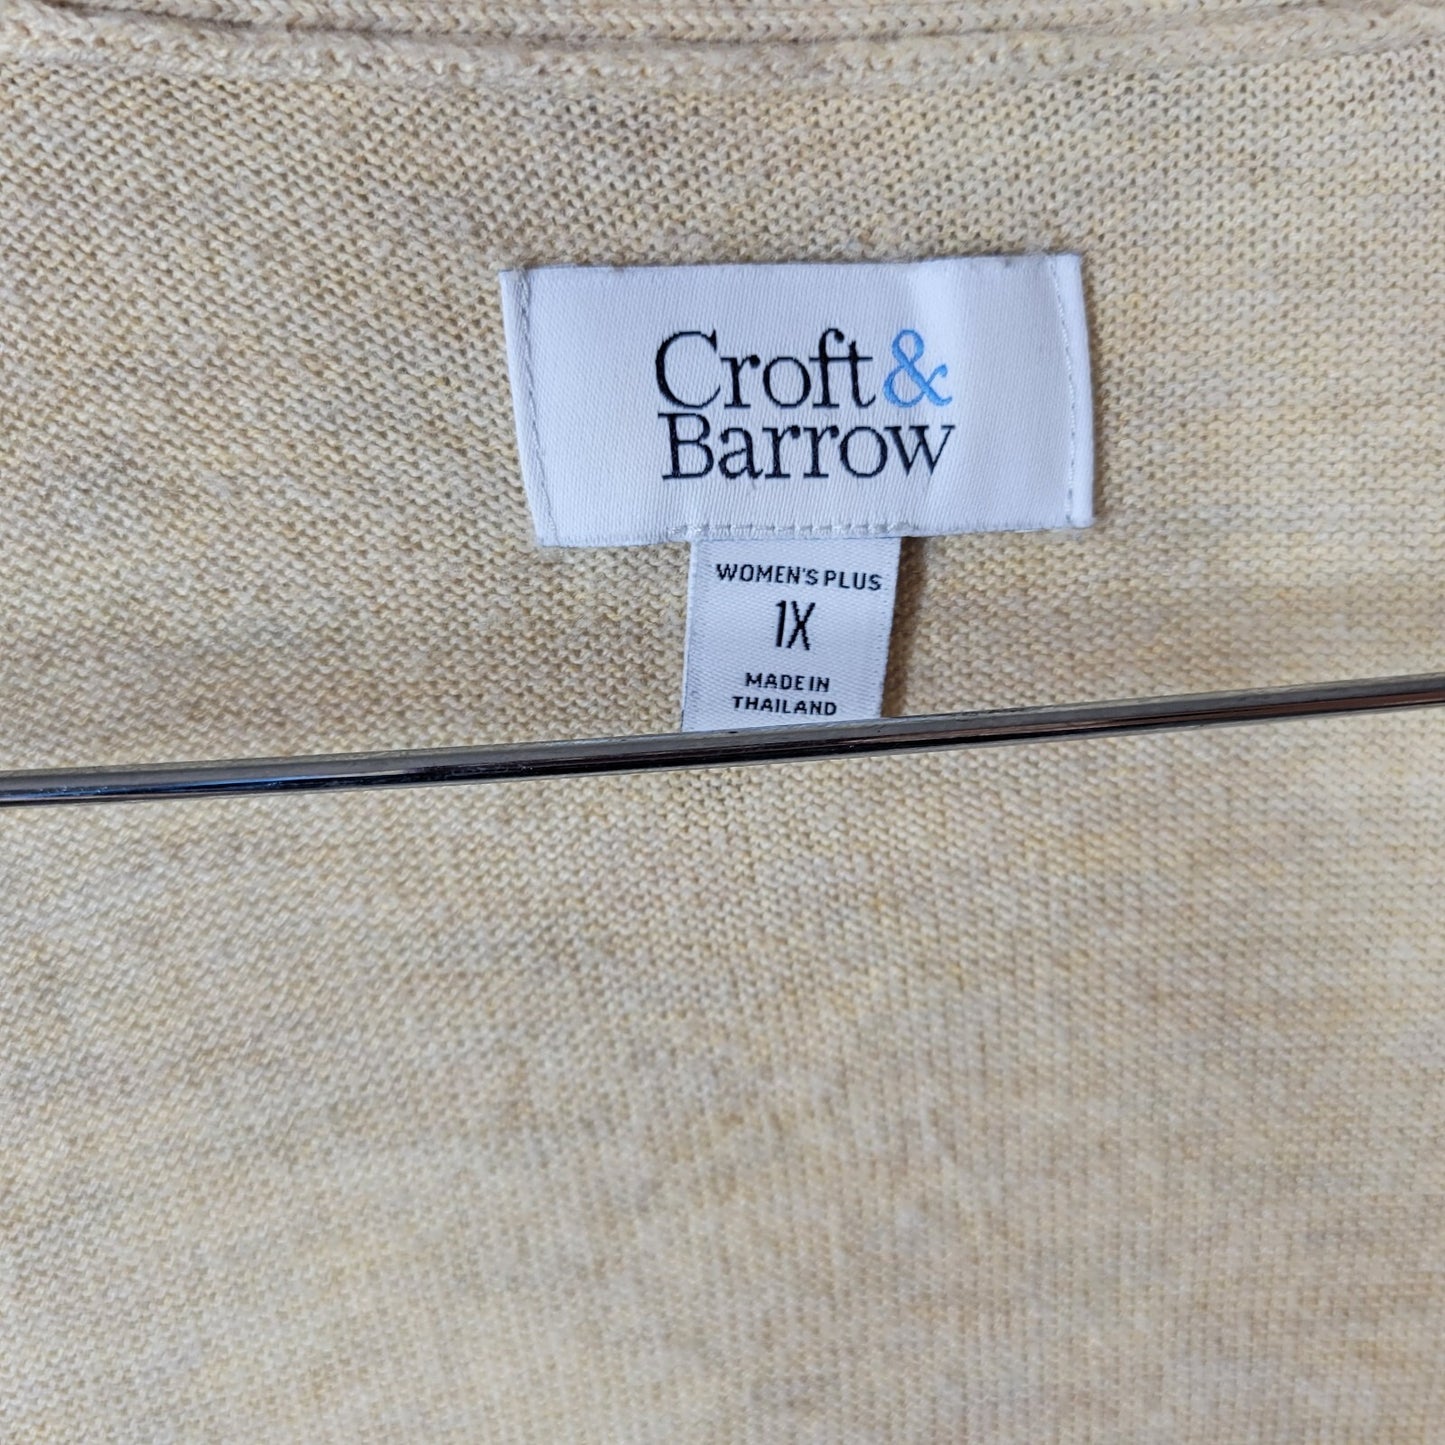 Croft &
Barrow
WOMEN'S PLUS
1X
MADE IN
THAILAND